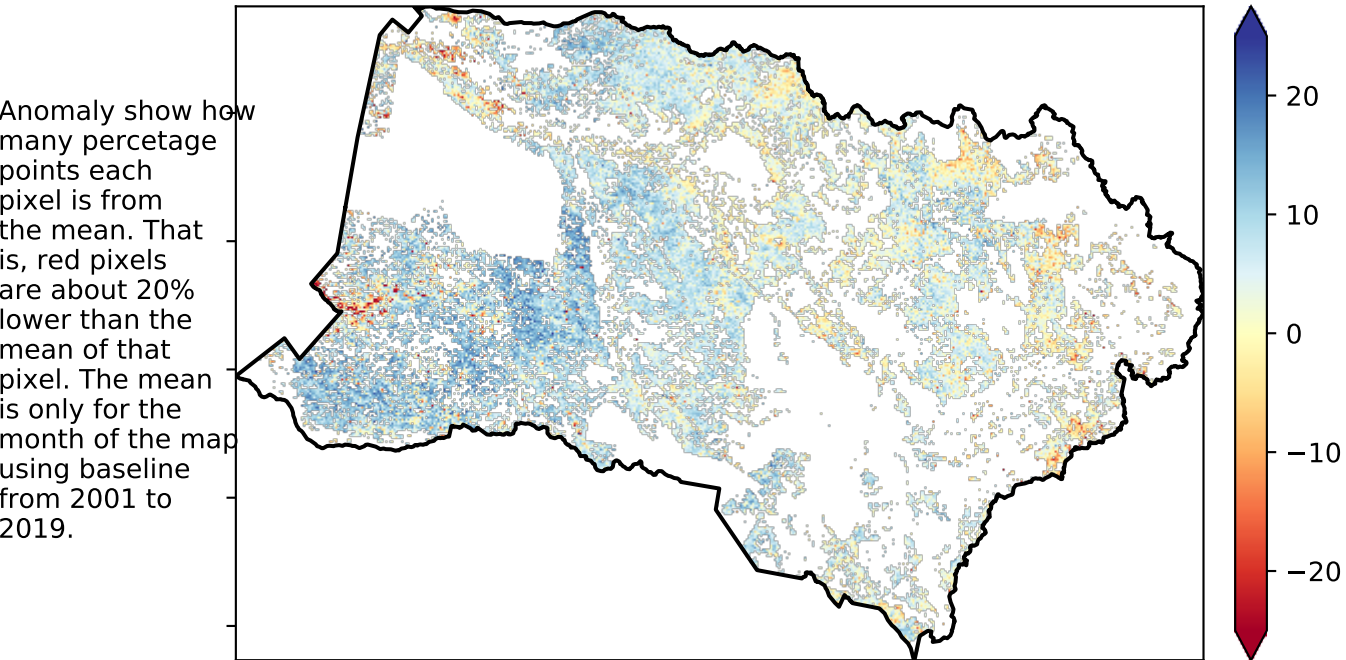 Anomaly show how
many percetage
points each
pixel is from
the mean. That
is, red pixels
are about 20%
lower than the
mean of that
pixel. The mean
is only for the
month of the map
using baseline
from 2001 to
2019.
20
10
0
−10
−20